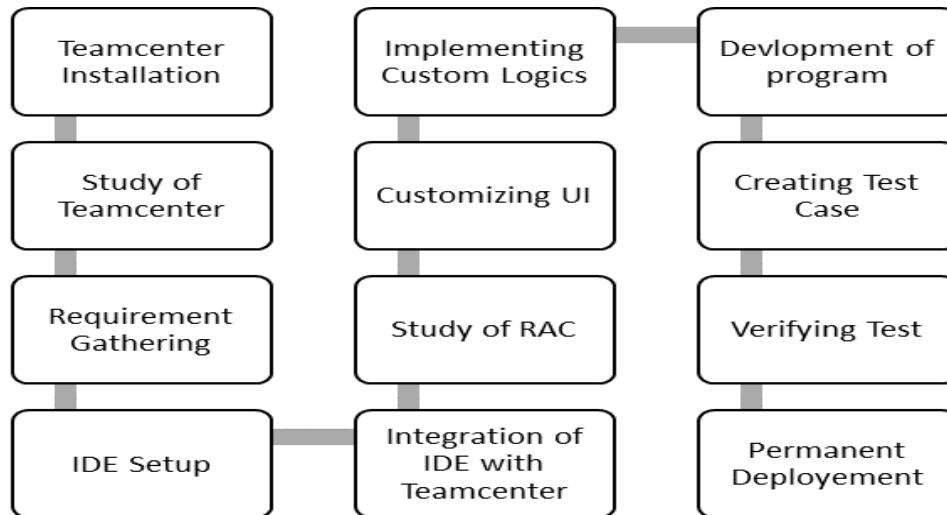 Teamcenter
Installation
Study of
Teamcenter
Requirement
Gathering
IDE Setup
Integration of
IDE with
Teamcenter
Study of RAC
Customizing UI
Implementing
Custom Logics
Devlopment of
program
Creating Test
Case
Verifying Test
Permanent
Deployement